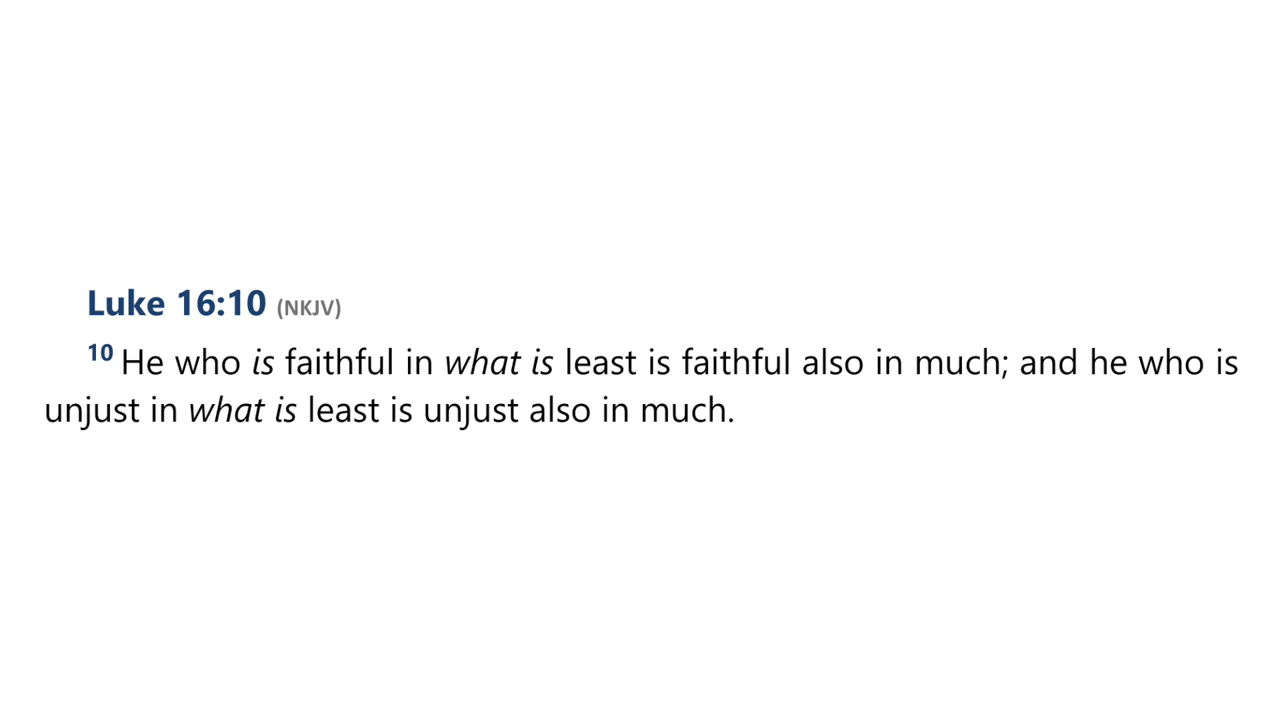 Luke 16:10 (NKJV)
10 He who is faithful in what is least is faithful also in much; and he who is
unjust in what is least is unjust also in much.